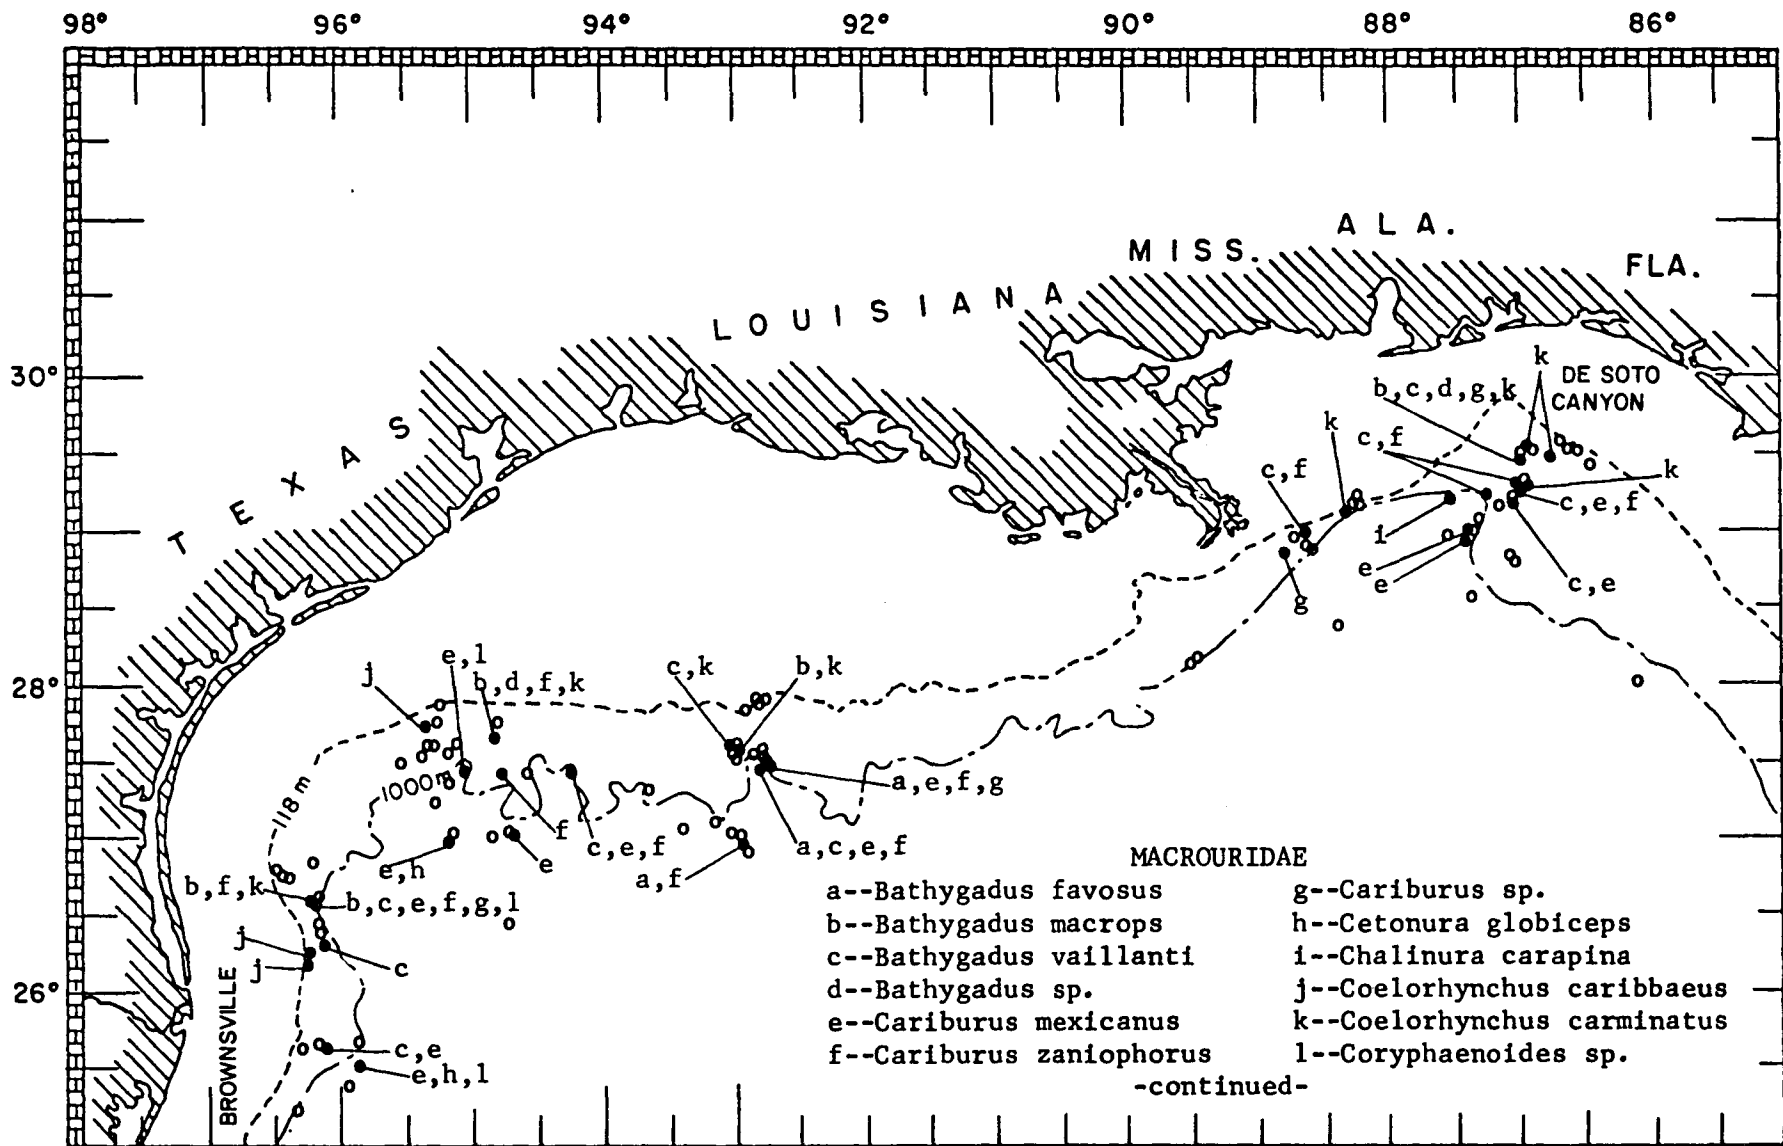 98° 96° 94° 92° 90° 88° 86°
ALA.
MISS.
FLA.
LOUISIANA
TEXAS
30°
28°
26°
k
DE SOTO
CANYON
b,c,d,g,k
k
c,f
c,f
k
c,e,f
i
e
e
c,e
g
e,l
j
b,d,f,k
c,k
b,k
118m
1000m
a,e,f,g
f
c,e,f
a,c,e,f
e,h
e
a,f
b,f,k
b,c,e,f,g,l
j
j
c
BROWNSVILLE
c,e
e,h,l
MACROURIDAE
a--Bathygadus favosus
b--Bathygadus macrops
c--Bathygadus vaillanti
d--Bathygadus sp.
e--Cariburus mexicanus
f--Cariburus zaniophorus
g--Cariburus sp.
h--Cetonura globiceps
i--Chalinura carapina
j--Coelorhynchus caribbaeus
k--Coelorhynchus carminatus
l--Coryphaenoides sp.
-continued-